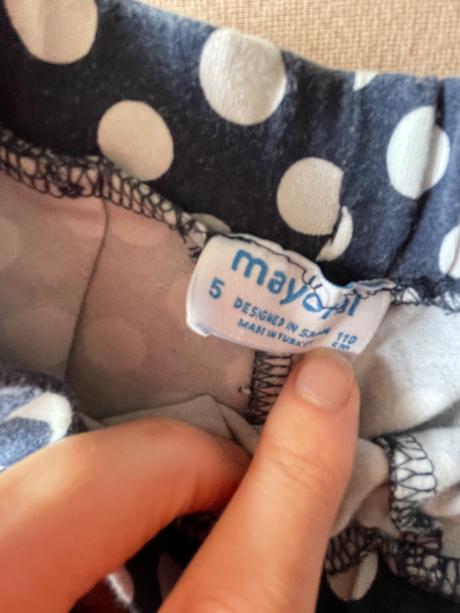 mayoral
5
DESIGNED IN SPAIN 110
MADE IN TURKEY cm